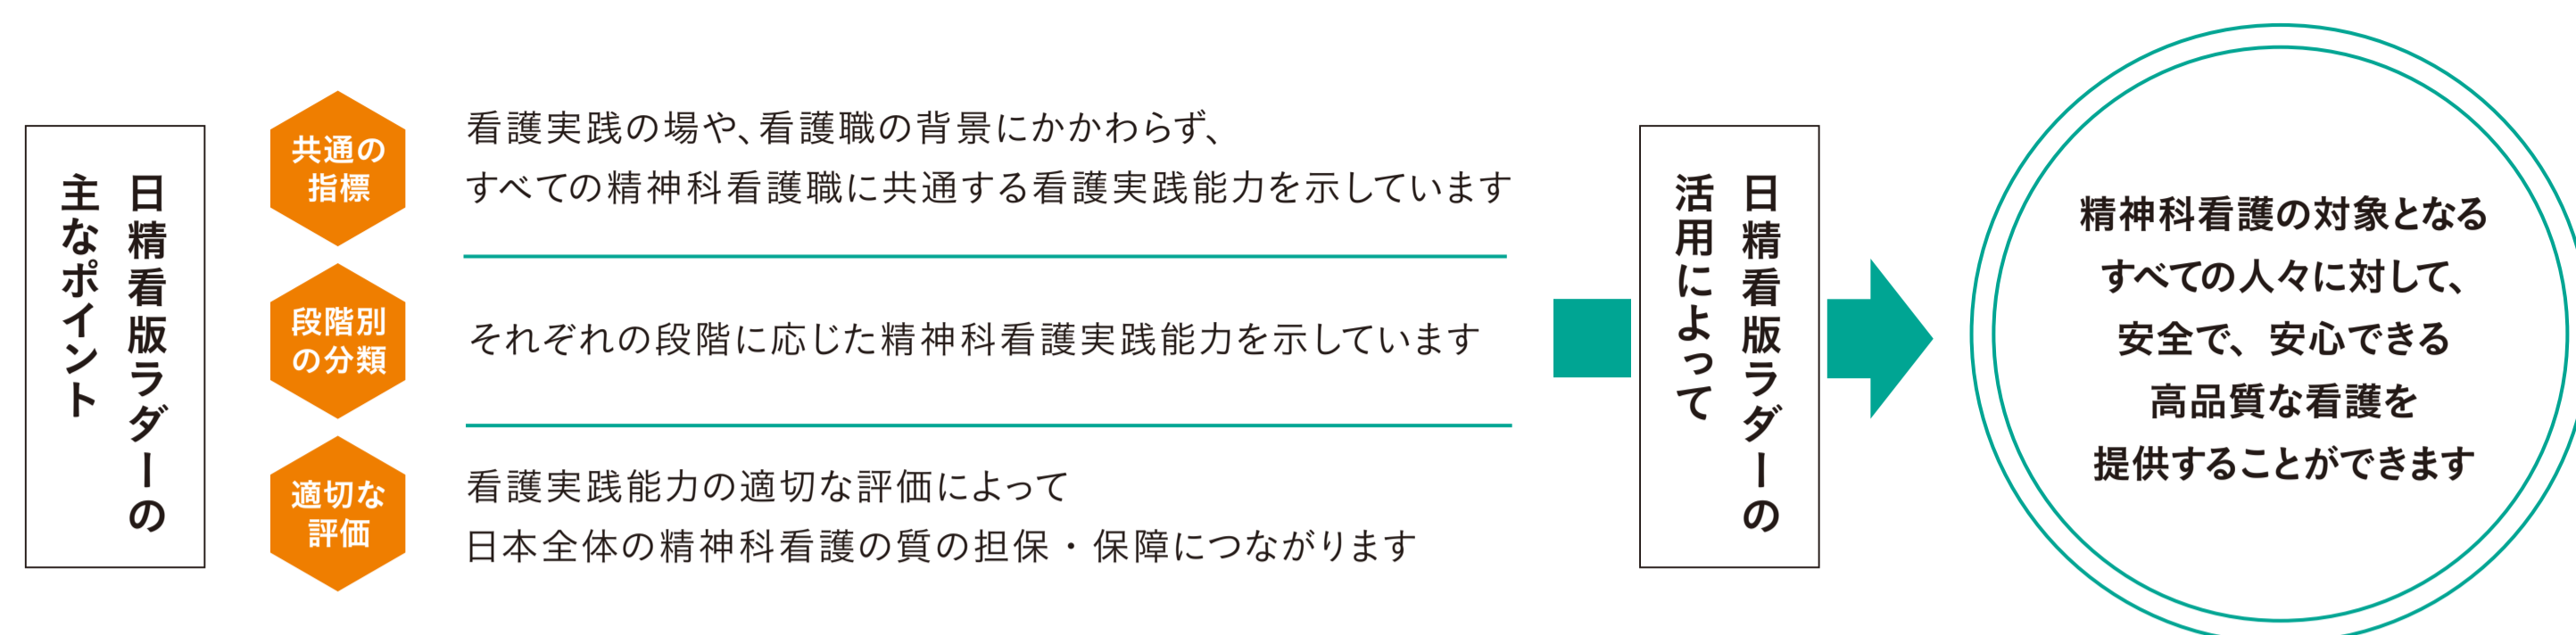 日精看版ラダーの
主なポイント
共通の
指標
看護実践の場や、看護職の背景にかかわらず、
すべての精神科看護職に共通する看護実践能力を示しています
段階別
の分類
それぞれの段階に応じた精神科看護実践能力を示しています
適切な
評価
看護実践能力の適切な評価によって
日本全体の精神科看護の質の担保・保障につながります
日精看版ラダーの
活用によって
精神科看護の対象となる
すべての人々に対して、
安全で、安心できる
高品質な看護を
提供することができます